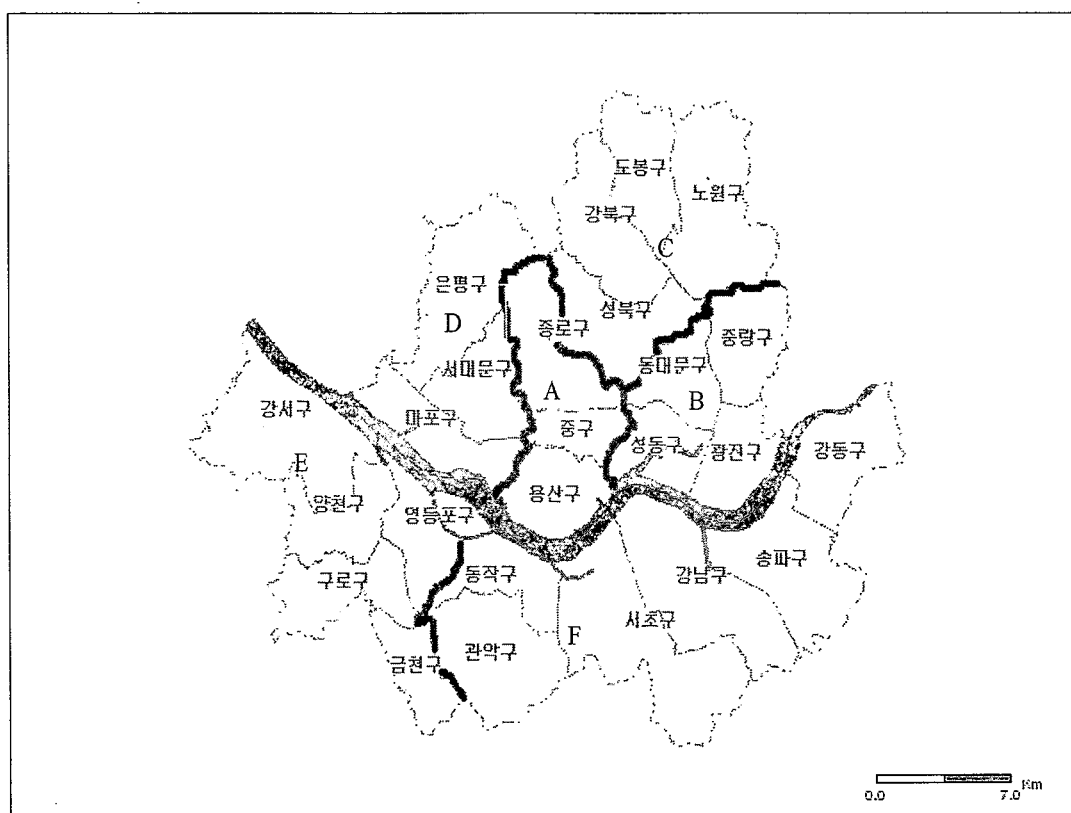 도봉구
노원구
강북구
C
은평구
성북구
D
종로구
중랑구
서대문구
동대문구
A
B
강서구
마포구
중구
성동구
광진구
강동구
E
양천구
용산구
영등포구
송파구
구로구
동작구
강남구
서초구
F
금천구
관악구
0.0
7.0
Km